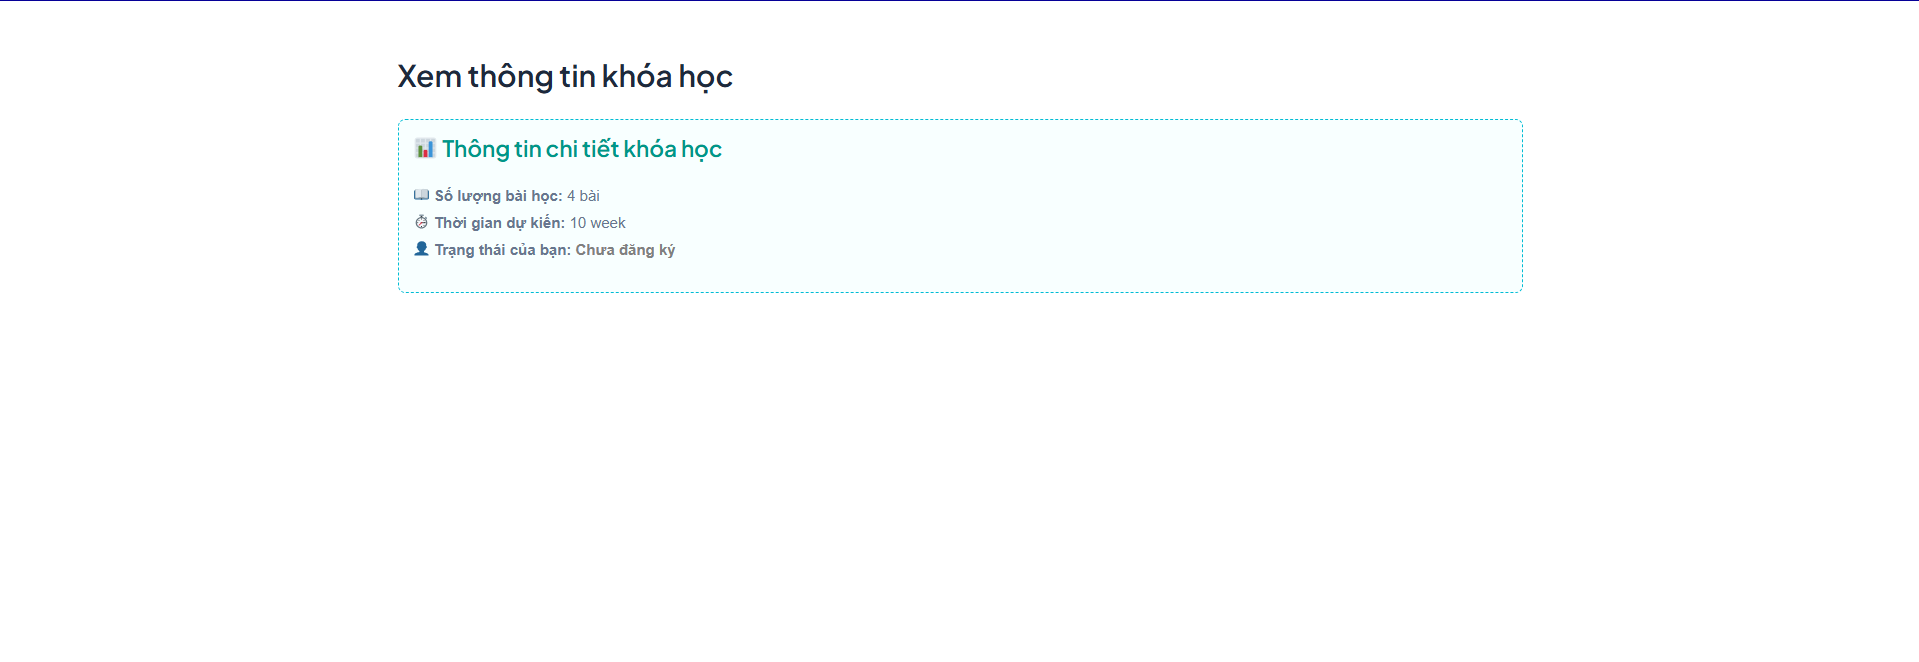 Xem thông tin khóa học
📊 Thông tin chi tiết khóa học
📖 Số lượng bài học: 4 bài
⏱ Thời gian dự kiến: 10 week
👤 Trạng thái của bạn: Chưa đăng ký